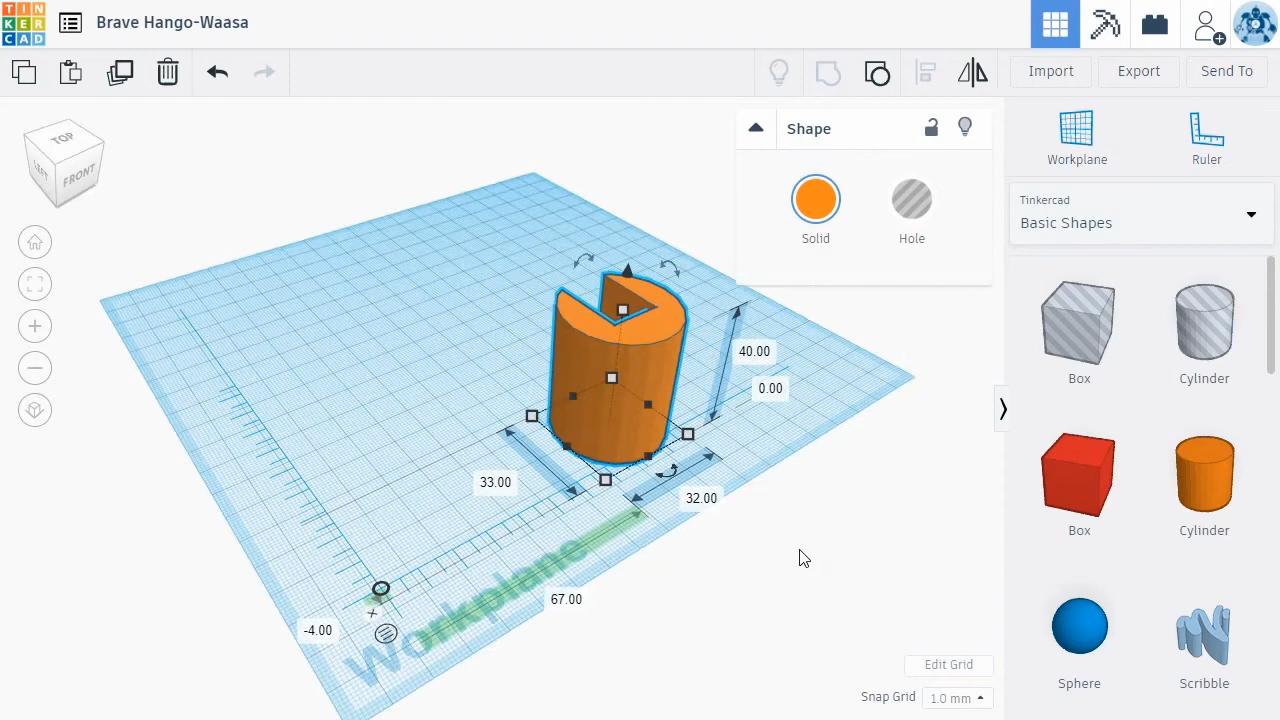 TIN
KER
CAD
Brave Hango-Waasa
Import
Export
Send To
TOP
LEFT
FRONT
Shape
Solid
Hole
Workplane
Ruler
Tinkercad
Basic Shapes
Box
Cylinder
Box
Cylinder
Sphere
Scribble
40.00
0.00
33.00
32.00
67.00
-4.00
Workplane
Edit Grid
Snap Grid
1.0 mm